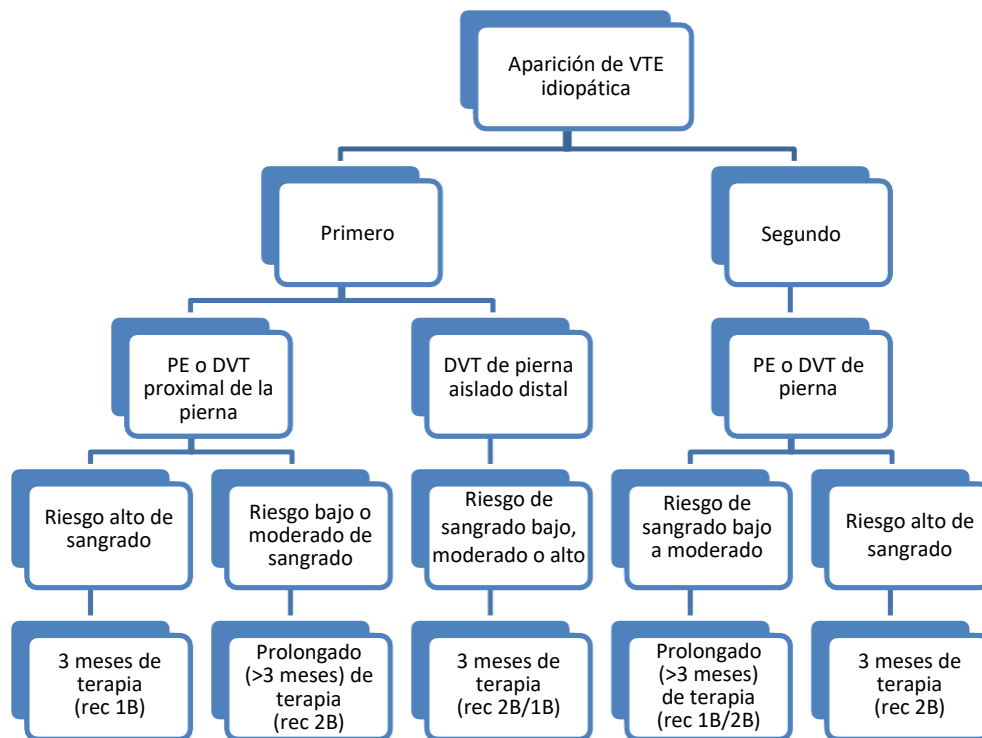 Aparición de VTE
idiopática
Primero
Segundo
PE o DVT
proximal de la
pierna
DVT de pierna
aislado distal
PE o DVT de
pierna
Riesgo alto de
sangrado
Riesgo bajo o
moderado de
sangrado
Riesgo de
sangrado bajo,
moderado o alto
Riesgo de
sangrado bajo
a moderado
Riesgo alto de
sangrado
3 meses de
terapia
(rec 1B)
Prolongado
(>3 meses) de
terapia
(rec 2B)
3 meses de
terapia
(rec 2B/1B)
Prolongado
(>3 meses)
de terapia
(rec 1B/2B)
3 meses de
terapia
(rec 2B)